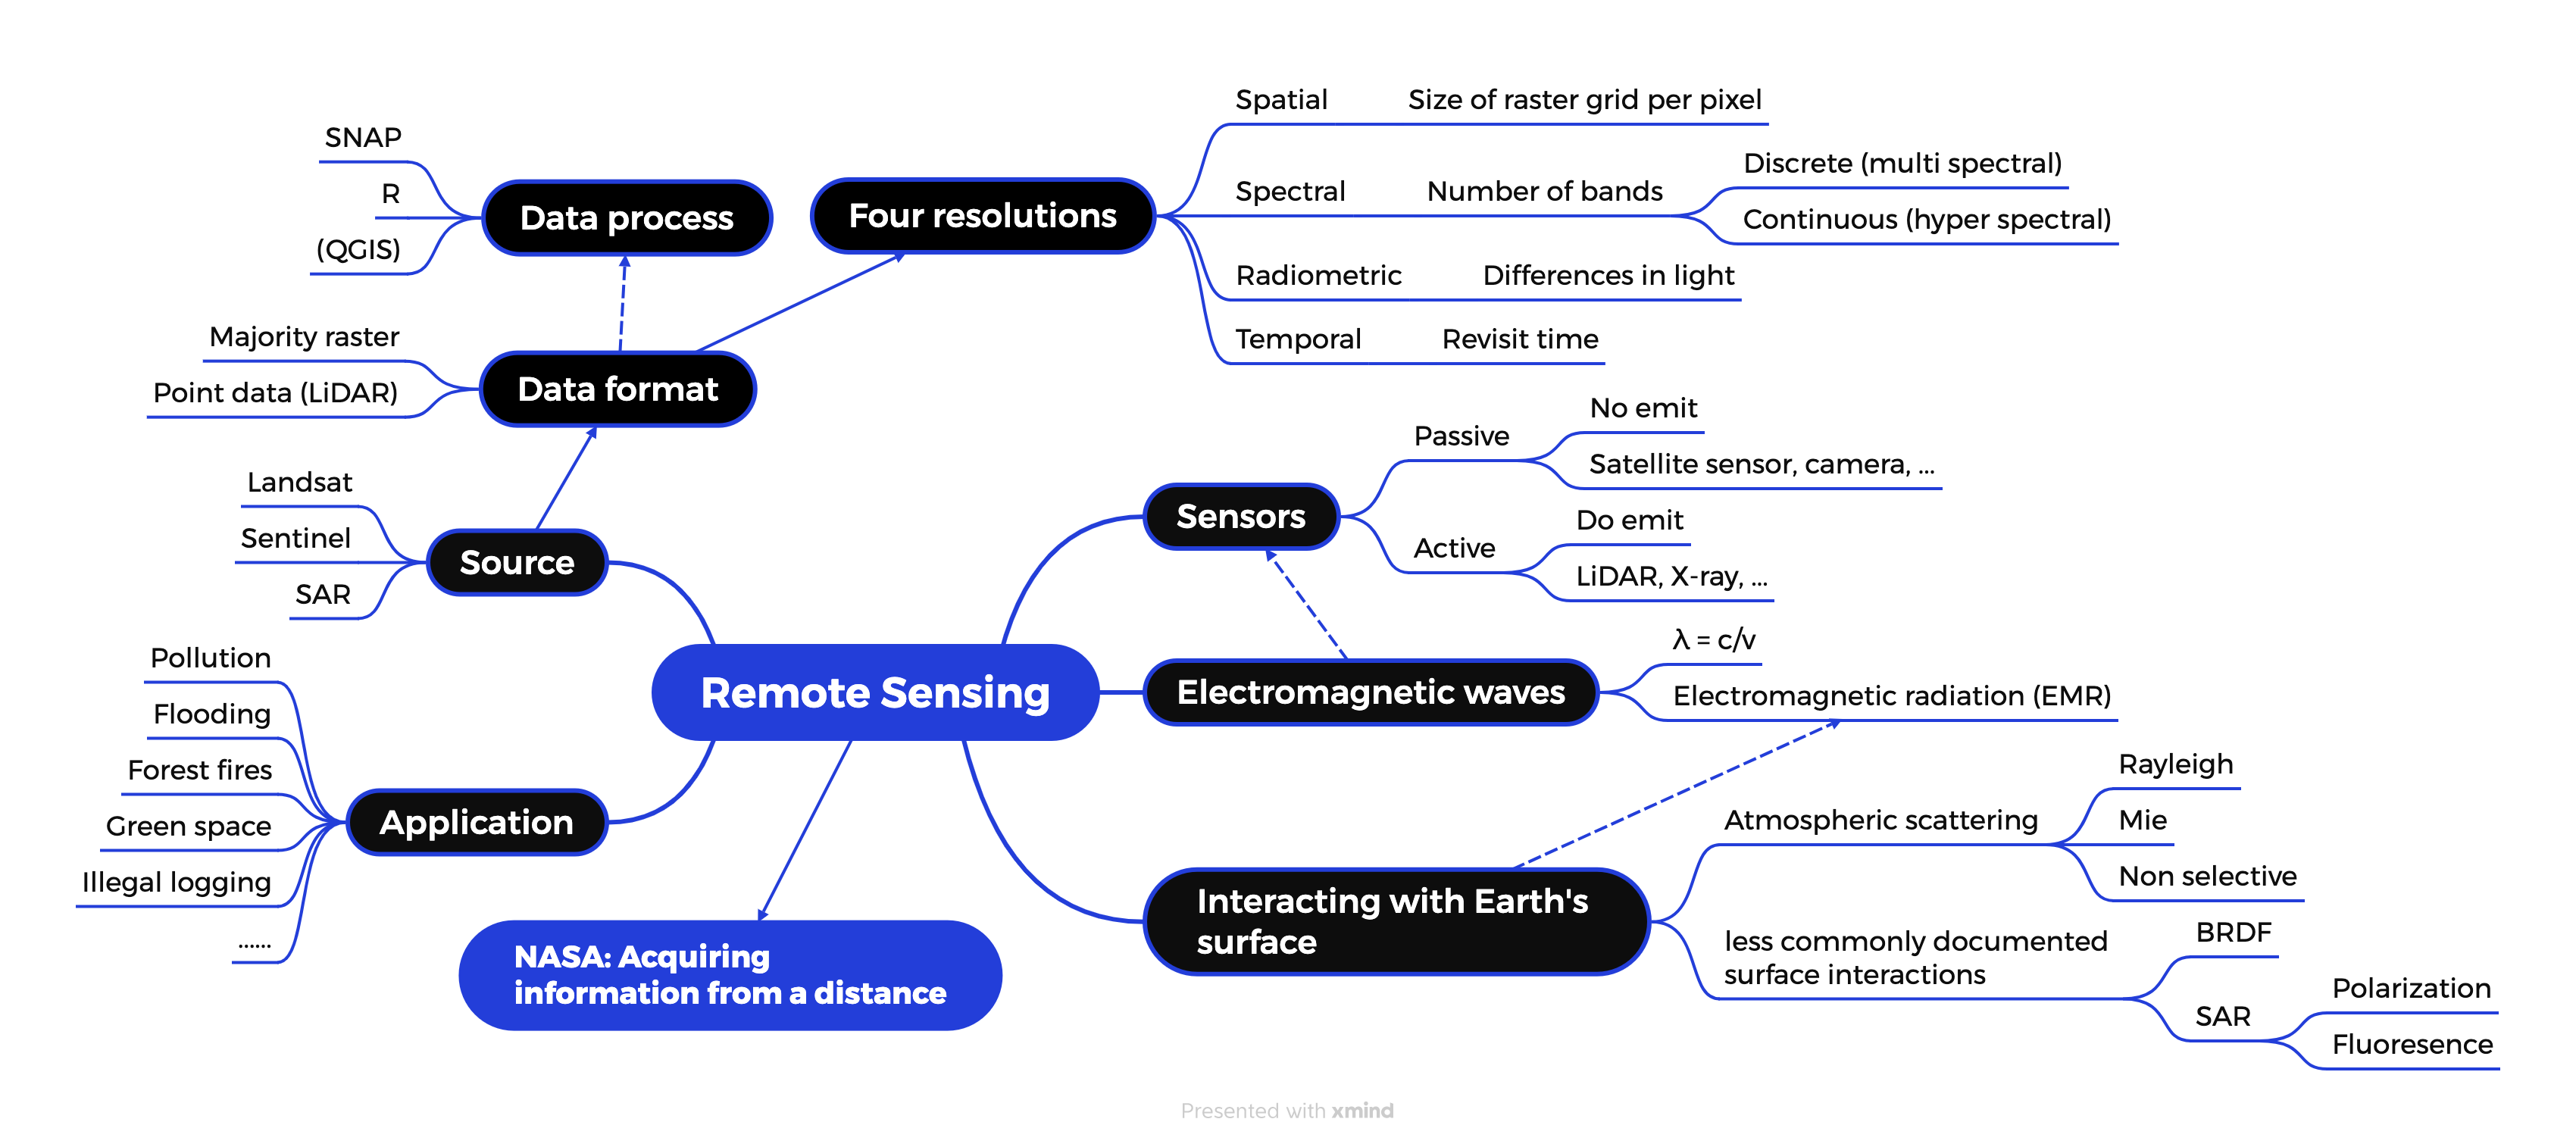 SNAP
R
(QGIS)
Data process
Majority raster
Point data (LiDAR)
Data format
Landsat
Sentinel
SAR
Source
Pollution
Flooding
Forest fires
Green space
Illegal logging
......
Application
Remote Sensing
NASA: Acquiring
information from a distance
Four resolutions
Spatial
Size of raster grid per pixel
Spectral
Number of bands
Discrete (multi spectral)
Continuous (hyper spectral)
Radiometric
Differences in light
Temporal
Revisit time
Sensors
Passive
No emit
Satellite sensor, camera, ...
Active
Do emit
LiDAR, X-ray, ...
Electromagnetic waves
λ = c/v
Electromagnetic radiation (EMR)
Interacting with Earth's
surface
Atmospheric scattering
Rayleigh
Mie
Non selective
less commonly documented
surface interactions
BRDF
SAR
Polarization
Fluoresence
Presented with xmind